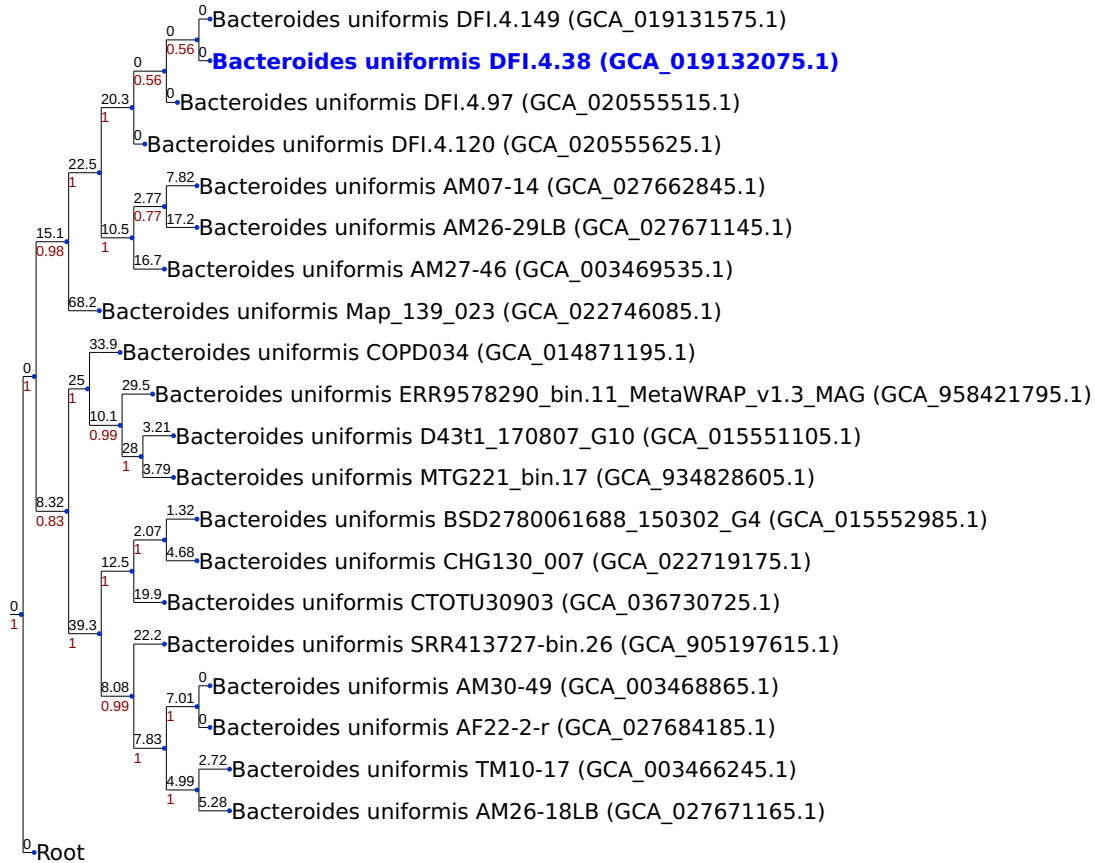 0 Bacteroides uniformis DFI.4.149 (GCA_019131575.1)
0
0.56
0 Bacteroides uniformis DFI.4.38 (GCA_019132075.1)
0
0.56
0 Bacteroides uniformis DFI.4.97 (GCA_020555515.1)
20.3
1
0 Bacteroides uniformis DFI.4.120 (GCA_020555625.1)
22.5
1
7.82 Bacteroides uniformis AM07-14 (GCA_027662845.1)
2.77
0.77
17.2 Bacteroides uniformis AM26-29LB (GCA_027671145.1)
15.1
0.98
10.5
1
16.7 Bacteroides uniformis AM27-46 (GCA_003469535.1)
68.2 Bacteroides uniformis Map_139_023 (GCA_022746085.1)
33.9 Bacteroides uniformis COPD034 (GCA_014871195.1)
0
1
25
1
29.5 Bacteroides uniformis ERR9578290_bin.11_MetaWRAP_v1.3_MAG (GCA_958421795.1)
10.1
0.99
3.21 Bacteroides uniformis D43t1_170807_G10 (GCA_015551105.1)
28
1
3.79 Bacteroides uniformis MTG221_bin.17 (GCA_934828605.1)
8.32
0.83
1.32 Bacteroides uniformis BSD2780061688_150302_G4 (GCA_015552985.1)
2.07
1
4.68 Bacteroides uniformis CHG130_007 (GCA_022719175.1)
12.5
1
19.9 Bacteroides uniformis CTOTU30903 (GCA_036730725.1)
0
1
39.3
1
22.2 Bacteroides uniformis SRR413727-bin.26 (GCA_905197615.1)
8.08
0.99
0 Bacteroides uniformis AM30-49 (GCA_003468865.1)
7.01
1
0 Bacteroides uniformis AF22-2-r (GCA_027684185.1)
7.83
1
2.72 Bacteroides uniformis TM10-17 (GCA_003466245.1)
4.99
1
5.28 Bacteroides uniformis AM26-18LB (GCA_027671165.1)
0 Root